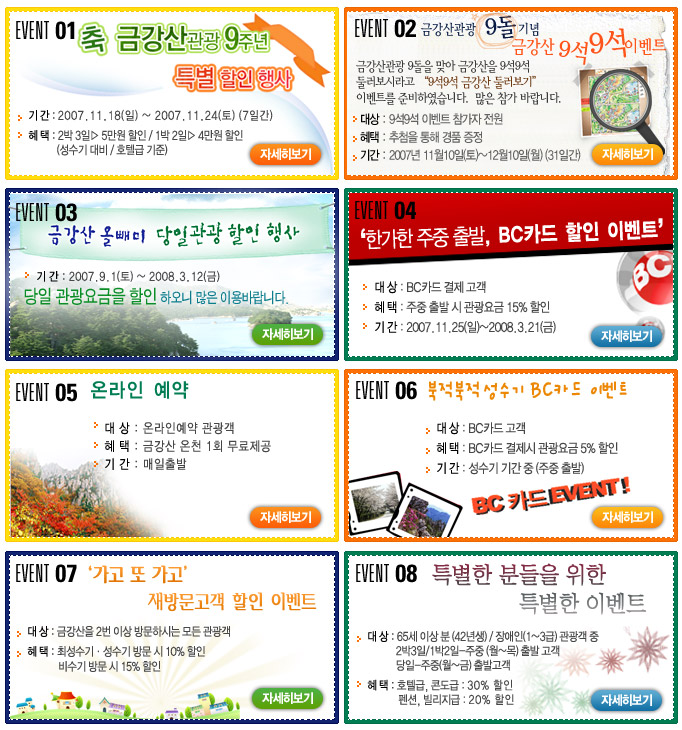 EVENT 01
축 금강산관광 9주년
특별 할인 행사
기 간 : 2007.11.18(일) ~ 2007.11.24(토) (7일간)
혜 택 : 2박 3일▷ 5만원 할인 / 1박 2일▷ 4만원 할인
(성수기 대비 / 호텔급 기준)
자세히보기
EVENT 02 금강산관광 9돌 기념
금강산 9석9석이벤트
금강산관광 9돌을 맞아 금강산을 9석9석
둘러보시라고 "9석9석 금강산 둘러보기"
이벤트를 준비하였습니다. 많은 참가 바랍니다.
대상 : 9석9석 이벤트 참가자 전원
혜택 : 추첨을 통해 경품 증정
기간 : 2007년 11월10일(토)~12월10일(월) (31일간)
자세히보기
EVENT 03
금강산 올빼미 당일관광 할인 행사
기 간 : 2007.9.1(토) ~ 2008.3.12(금)
당일 관광요금을 할인 하오니 많은 이용바랍니다.
자세히보기
EVENT 04
'한가한 주중 출발, BC카드 할인 이벤트'
BC
대 상 : BC카드 결제 고객
혜 택 : 주중 출발 시 관광요금 15% 할인
기 간 : 2007.11.25(일)~2008.3.21(금)
자세히보기
EVENT 05 온라인 예약
대 상 : 온라인예약 관광객
혜 택 : 금강산 온천 1회 무료제공
기 간 : 매일출발
자세히보기
EVENT 06 북적북적성수기 BC카드 이벤트
대 상 : BC카드 고객
혜 택 : BC카드 결제시 관광요금 5% 할인
기 간 : 성수기 기간 중 (주중 출발)
BC 카드 EVENT !
자세히보기
EVENT 07 '가고 또 가고'
재방문고객 할인 이벤트
대 상 : 금강산을 2번 이상 방문하시는 모든 관광객
혜 택 : 최성수기 · 성수기 방문 시 10% 할인
비수기 방문 시 15% 할인
자세히보기
EVENT 08 특별한 분들을 위한
특별한 이벤트
대 상 : 65세 이상 분 (42년생) / 장애인(1~3급) 관광객 중
2박3일/1박2일-주중 (월~목) 출발 고객
당일-주중(월~금) 출발고객
혜 택 : 호텔급, 콘도급 : 30% 할인
펜션, 빌리지급 : 20% 할인
자세히보기